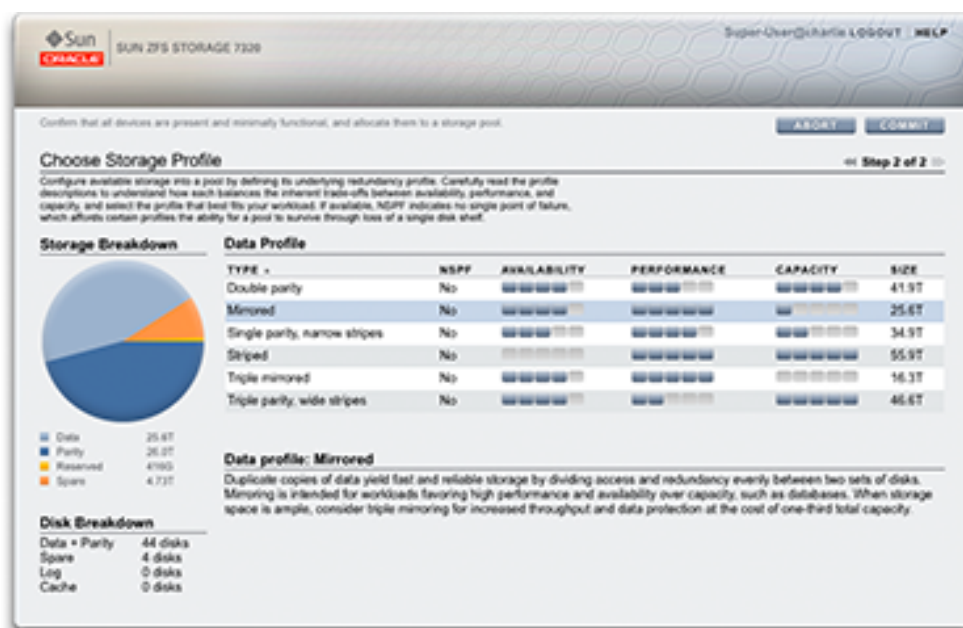 Sun
ORACLE
SUN ZFS STORAGE 7320
Super-User@charlie LOGOUT HELP
Confirm that all devices are present and minimally functional, and allocate them to a storage pool.
ABORT COMMIT
Choose Storage Profile
Step 2 of 2
Configure available storage into a pool by defining its underlying redundancy profile. Carefully read the profile
descriptions to understand how each balances the inherent trade-offs between availability, performance, and
capacity, and select the profile that best fits your workload. If available, NSPF indicates no single point of failure,
which affords certain profiles the ability for a pool to survive through loss of a single disk shelf.
Storage Breakdown
Data 25.6T
Parity 26.0T
Reserved 416G
Spare 4.73T
Disk Breakdown
Data + Parity 44 disks
Spare 4 disks
Log 0 disks
Cache 0 disks
Data Profile
TYPE NSPF AVAILABILITY PERFORMANCE CAPACITY SIZE
Double parity No 41.9T
Mirrored No 25.6T
Single parity, narrow stripes No 34.9T
Striped No 55.9T
Triple mirrored No 16.3T
Triple parity, wide stripes No 46.6T
Data profile: Mirrored
Duplicate copies of data yield fast and reliable storage by dividing access and redundancy evenly between two sets of disks.
Mirroring is intended for workloads favoring high performance and availability over capacity, such as databases. When storage
space is ample, consider triple mirroring for increased throughput and data protection at the cost of one-third total capacity.